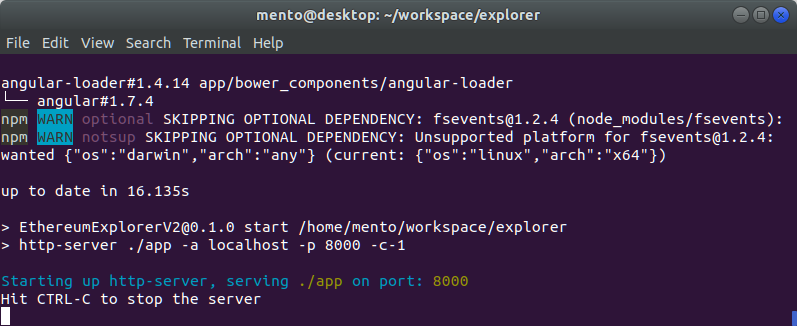 mento@desktop: ~/workspace/explorer
File Edit View Search Terminal Help
angular-loader#1.4.14 app/bower_components/angular-loader
└── angular#1.7.4
npm WARN optional SKIPPING OPTIONAL DEPENDENCY: fsevents@1.2.4 (node_modules/fsevents):
npm WARN notsup SKIPPING OPTIONAL DEPENDENCY: Unsupported platform for fsevents@1.2.4:
wanted {"os":"darwin","arch":"any"} (current: {"os":"linux","arch":"x64"})
up to date in 16.135s
> EthereumExplorerV2@0.1.0 start /home/mento/workspace/explorer
> http-server ./app -a localhost -p 8000 -c-1
Starting up http-server, serving ./app on port: 8000
Hit CTRL-C to stop the server